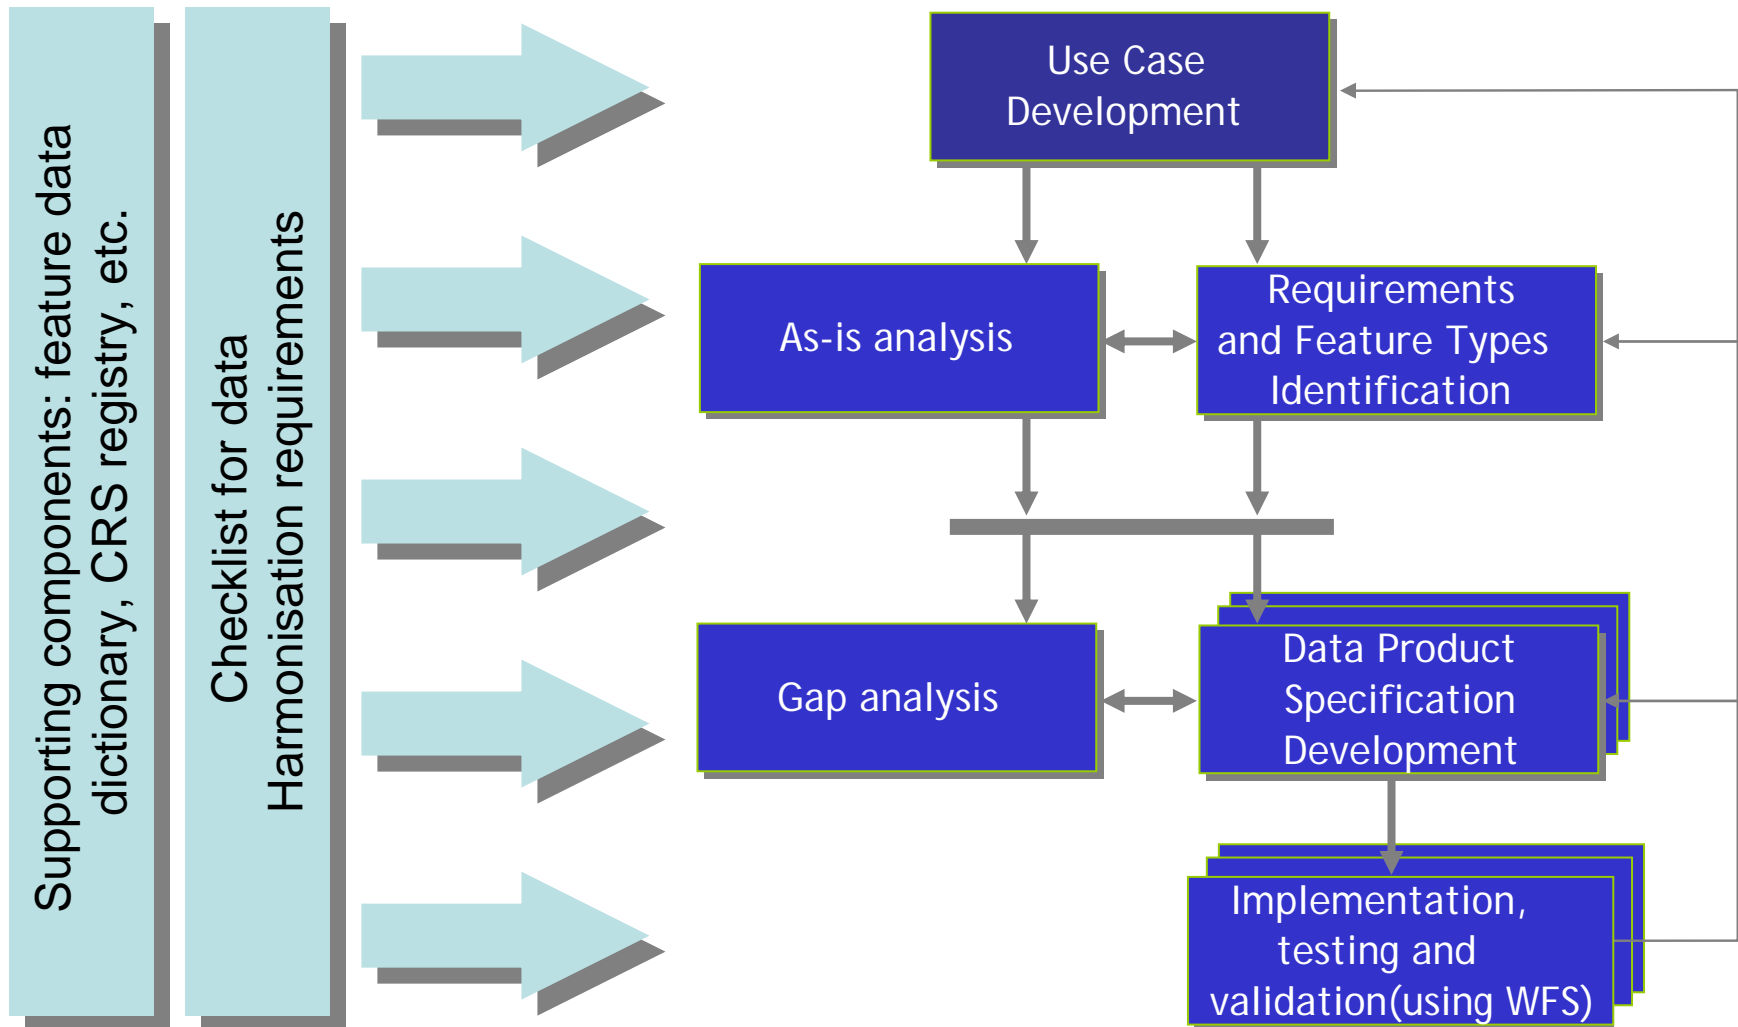 Supporting components: feature data
dictionary, CRS registry, etc.
Checklist for data
Harmonisation requirements
Use Case
Development
As-is analysis
Requirements
and Feature Types
Identification
Gap analysis
Data Product
Specification
Development
Implementation,
testing and
validation(using WFS)